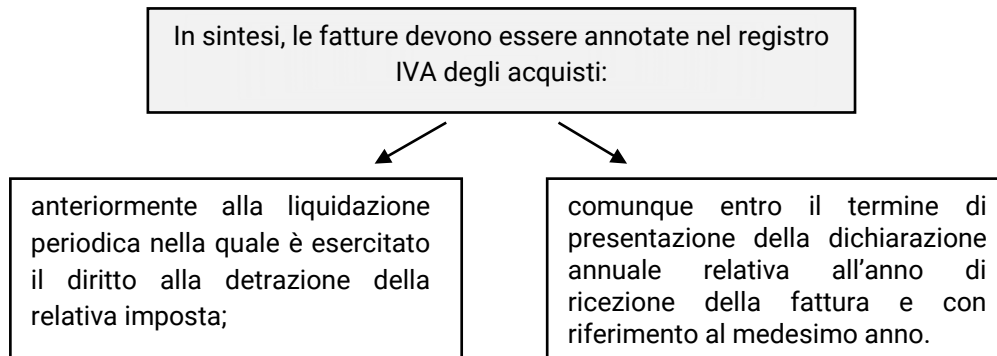 In sintesi, le fatture devono essere annotate nel registro
IVA degli acquisti:
anteriormente alla liquidazione
periodica nella quale è esercitato
il diritto alla detrazione della
relativa imposta;
comunque entro il termine di
presentazione della dichiarazione
annuale relativa all’anno di
ricezione della fattura e con
riferimento al medesimo anno.